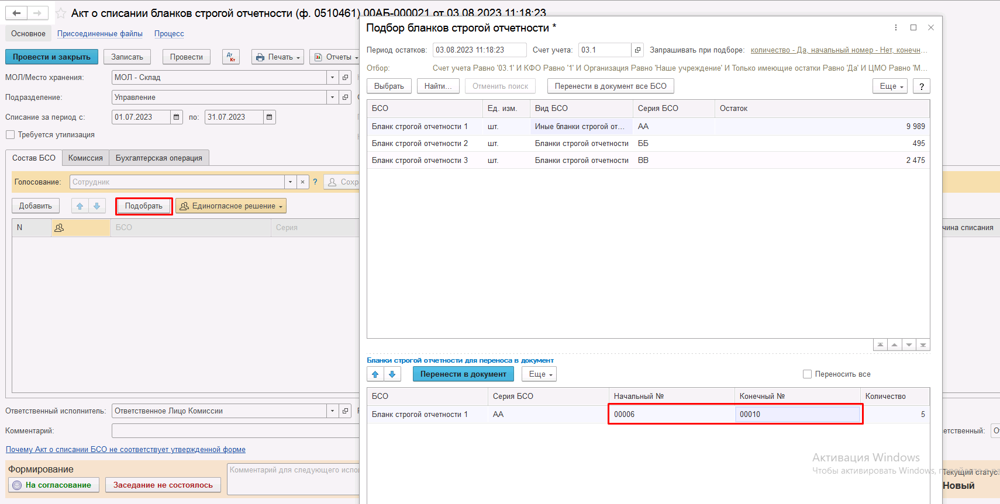 Акт о списании бланков строгой отчетности (ф. 0510461) 00АБ-000021 от 03.08.2023 11:18:23
Основное Присоединенные файлы Процесс
Провести и закрыть Записать Провести Дт Кт Печать Отчеты
МОЛ/Место хранения: МОЛ - Склад
Подразделение: Управление
Списание за период с: 01.07.2023 по: 31.07.2023
Требуется утилизация
Состав БСО Комиссия Бухгалтерская операция
Голосование: Сотрудник × ? Сохр
Добавить Подобрать Единогласное решение
N БСО Серия
чина списания
Ответственный исполнитель: Ответственное Лицо Комиссии
Комментарий:
етственный: О
Почему Акт о списании БСО не соответствует утвержденной форме
Формирование
Комментарий для следующего испо
На согласование Заседание не состоялось
Текущий статус:
Новый
Подбор бланков строгой отчетности *
Период остатков: 03.08.2023 11:18:23 Счет учета: 03.1 Запрашивать при подборе: количество - Да, начальный номер - Нет, конечн...
Отбор: Счет учета Равно '03.1' И КФО Равно '1' И Организация Равно 'Наше учреждение' И Только имеющие остатки Равно 'Да' И ЦМО Равно 'М...
Выбрать Найти... Отменить поиск Перенести в документ все БСО Еще ?
БСО Ед. изм. Вид БСО Серия БСО Остаток
Бланк строгой отчетности 1 шт. Иные бланки строгой от... АА 9 989
Бланк строгой отчетности 2 шт. Бланки строгой отчетности ББ 495
Бланк строгой отчетности 3 шт. Бланки строгой отчетности ВВ 2 475
Бланки строгой отчетности для переноса в документ
Перенести в документ Еще Переносить все
БСО Серия БСО Начальный № Конечный № Количество
Бланк строгой отчетности 1 АА 00006 00010 5
Активация Windows
Чтобы активировать Windows,